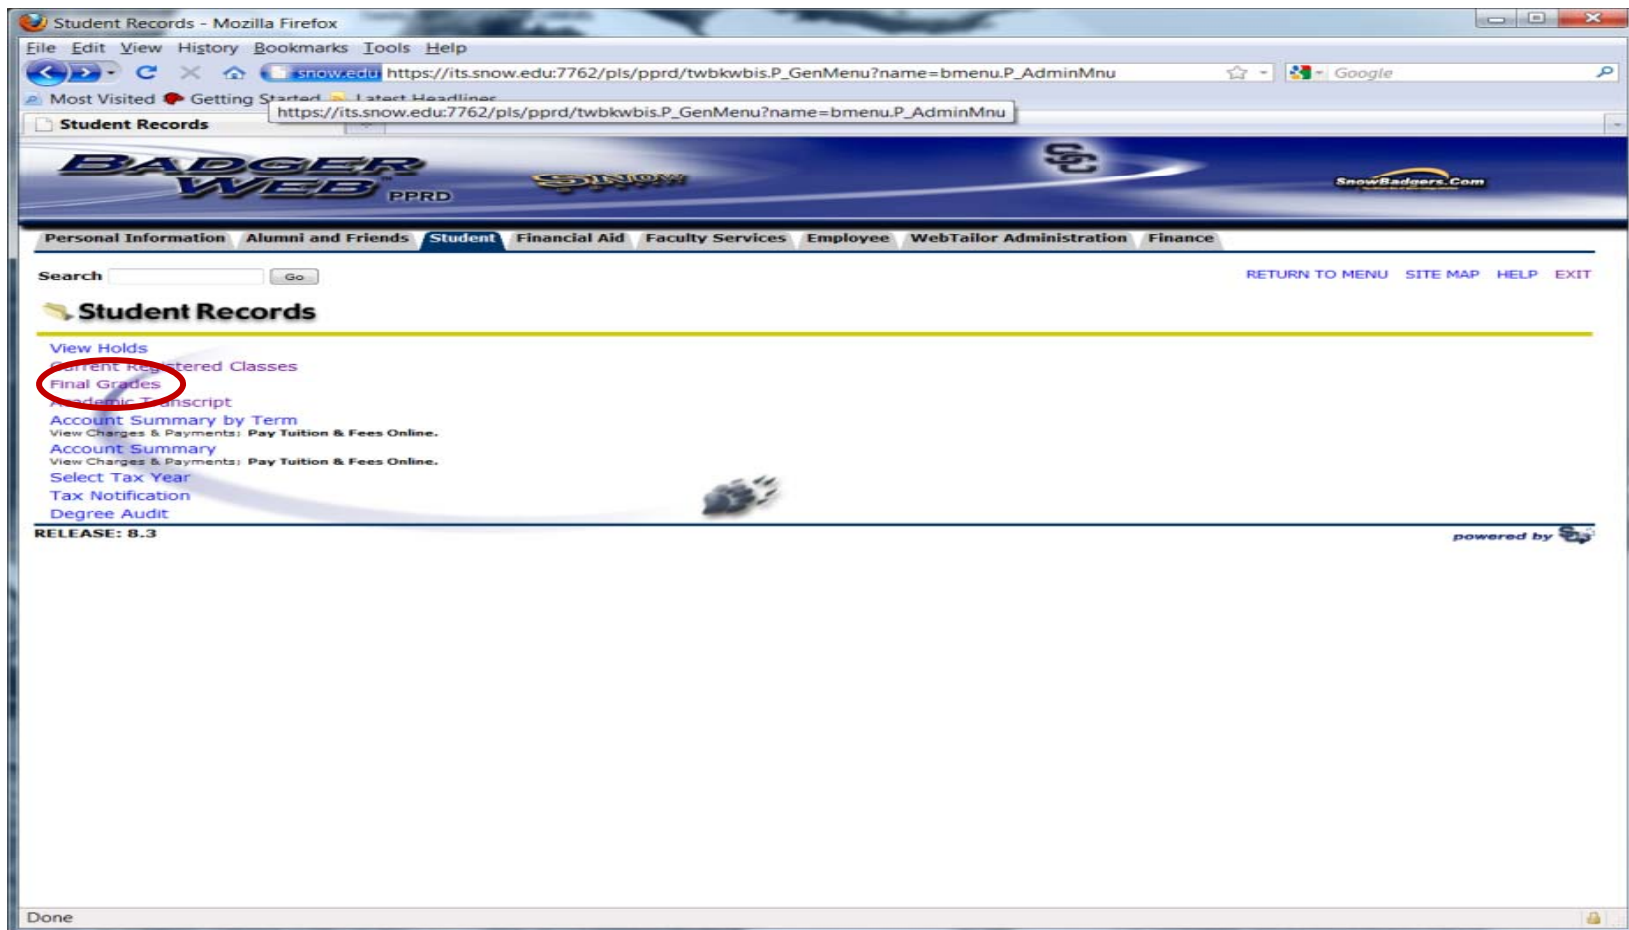 Student Records - Mozilla Firefox
File Edit View History Bookmarks Tools Help
snow.edu https://its.snow.edu:7762/pls/pprd/twbkwbis.P_GenMenu?name=bmenu.P_AdminMnu Google
Most Visited Getting Started Latest Headlines
https://its.snow.edu:7762/pls/pprd/twbkwbis.P_GenMenu?name=bmenu.P_AdminMnu
Student Records
BADGER
WEB PPRD
SNOW
SC
SnowBadgers.Com
Personal Information Alumni and Friends Student Financial Aid Faculty Services Employee WebTailor Administration Finance
Search Go RETURN TO MENU SITE MAP HELP EXIT
Student Records
View Holds
Current Registered Classes
Final Grades
Academic Transcript
Account Summary by Term
View Charges & Payments; Pay Tuition & Fees Online.
Account Summary
View Charges & Payments; Pay Tuition & Fees Online.
Select Tax Year
Tax Notification
Degree Audit
RELEASE: 8.3
powered by
Done